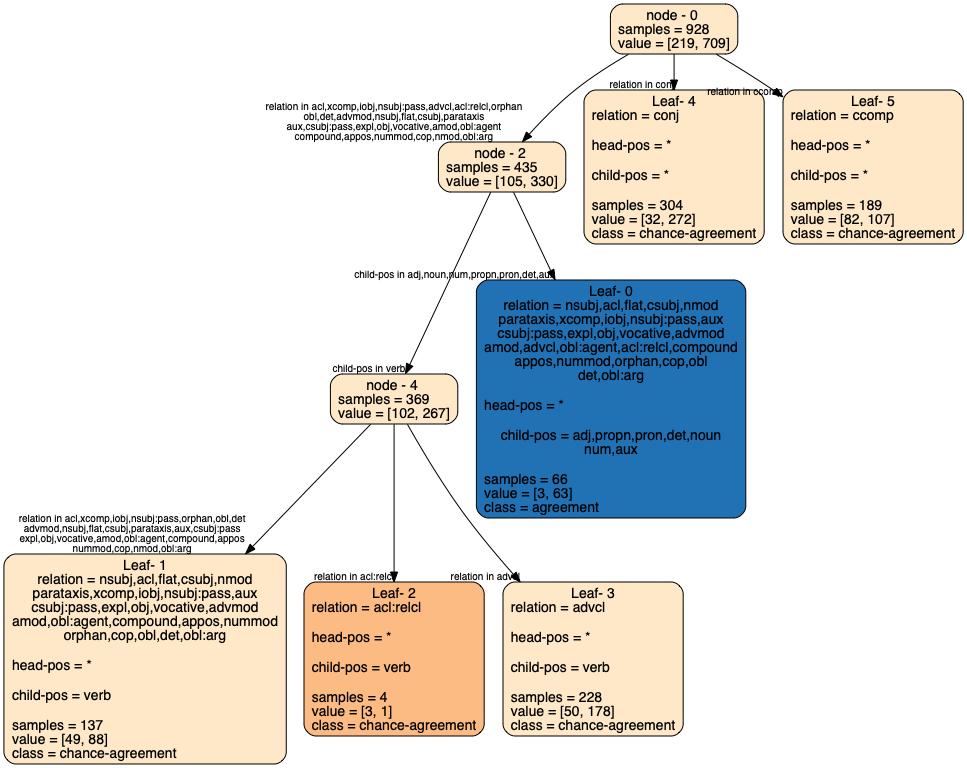 node - 0
samples = 928
value = [219, 709]
relation in acl,xcomp,iobj,nsubj:pass,advcl,acl:relcl,orphan
obl,det,advmod,nsubj,flat,csubj,parataxis
aux,csubj:pass,expl,obj,vocative,amod,obl:agent
compound,appos,nummod,cop,nmod,obl:arg
relation in conj
relation in ccomp
node - 2
samples = 435
value = [105, 330]
Leaf- 4
relation = conj
head-pos = *
child-pos = *
samples = 304
value = [32, 272]
class = chance-agreement
Leaf- 5
relation = ccomp
head-pos = *
child-pos = *
samples = 189
value = [82, 107]
class = chance-agreement
child-pos in adj,noun,num,propn,pron,det,aux
child-pos in verb
Leaf- 0
relation = nsubj,acl,flat,csubj,nmod
parataxis,xcomp,iobj,nsubj:pass,aux
csubj:pass,expl,obj,vocative,advmod
amod,advcl,obl:agent,acl:relcl,compound
appos,nummod,orphan,cop,obl
det,obl:arg
head-pos = *
child-pos = adj,propn,pron,det,noun
num,aux
samples = 66
value = [3, 63]
class = agreement
node - 4
samples = 369
value = [102, 267]
relation in acl,xcomp,iobj,nsubj:pass,orphan,obl,det
advmod,nsubj,flat,csubj,parataxis,aux,csubj:pass
expl,obj,vocative,amod,obl:agent,compound,appos
nummod,cop,nmod,obl:arg
relation in acl:relcl
relation in advcl
Leaf- 1
relation = nsubj,acl,flat,csubj,nmod
parataxis,xcomp,iobj,nsubj:pass,aux
csubj:pass,expl,obj,vocative,advmod
amod,obl:agent,compound,appos,nummod
orphan,cop,obl,det,obl:arg
head-pos = *
child-pos = verb
samples = 137
value = [49, 88]
class = chance-agreement
Leaf- 2
relation = acl:relcl
head-pos = *
child-pos = verb
samples = 4
value = [3, 1]
class = chance-agreement
Leaf- 3
relation = advcl
head-pos = *
child-pos = verb
samples = 228
value = [50, 178]
class = chance-agreement